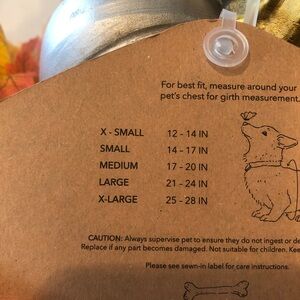 For best fit, measure around your
pet's chest for girth measurement.
X - SMALL 12 - 14 IN
SMALL 14 - 17 IN
MEDIUM 17 - 20 IN
LARGE 21 - 24 IN
X-LARGE 25 - 28 IN
CAUTION: Always supervise pet to ensure they do not ingest or de
Replace if any part becomes damaged. Not suitable for children. Kee
Please see sewn-in label for care instructions.